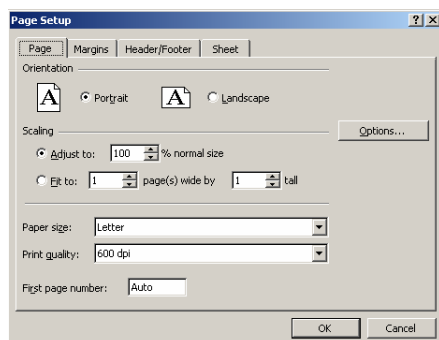 Page Setup
Page Margins Header/Footer Sheet
Orientation
A Portrait A Landscape
Scaling
Options...
Adjust to: 100 % normal size
Fit to: 1 page(s) wide by 1 tall
Paper size: Letter
Print quality: 600 dpi
First page number: Auto
OK Cancel